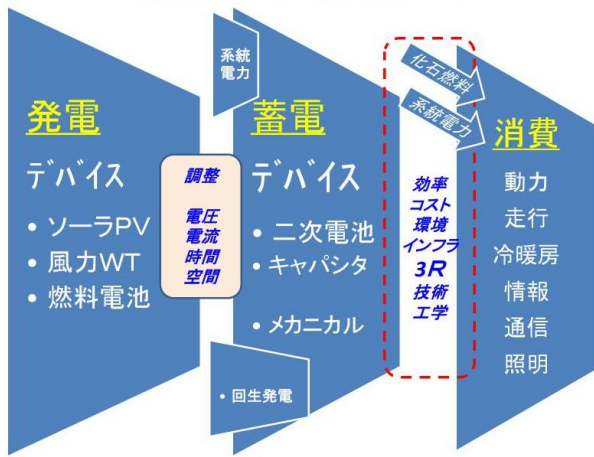 発電
デバイス
• ソーラPV
• 風力WT
• 燃料電池
調整
電圧
電流
時間
空間
系統
電力
蓄電
デバイス
• 二次電池
• キャパシタ
• メカニカル
• 回生発電
化石燃料
系統電力
効率
コスト
環境
インフラ
3R
技術
工学
消費
動力
走行
冷暖房
情報
通信
照明